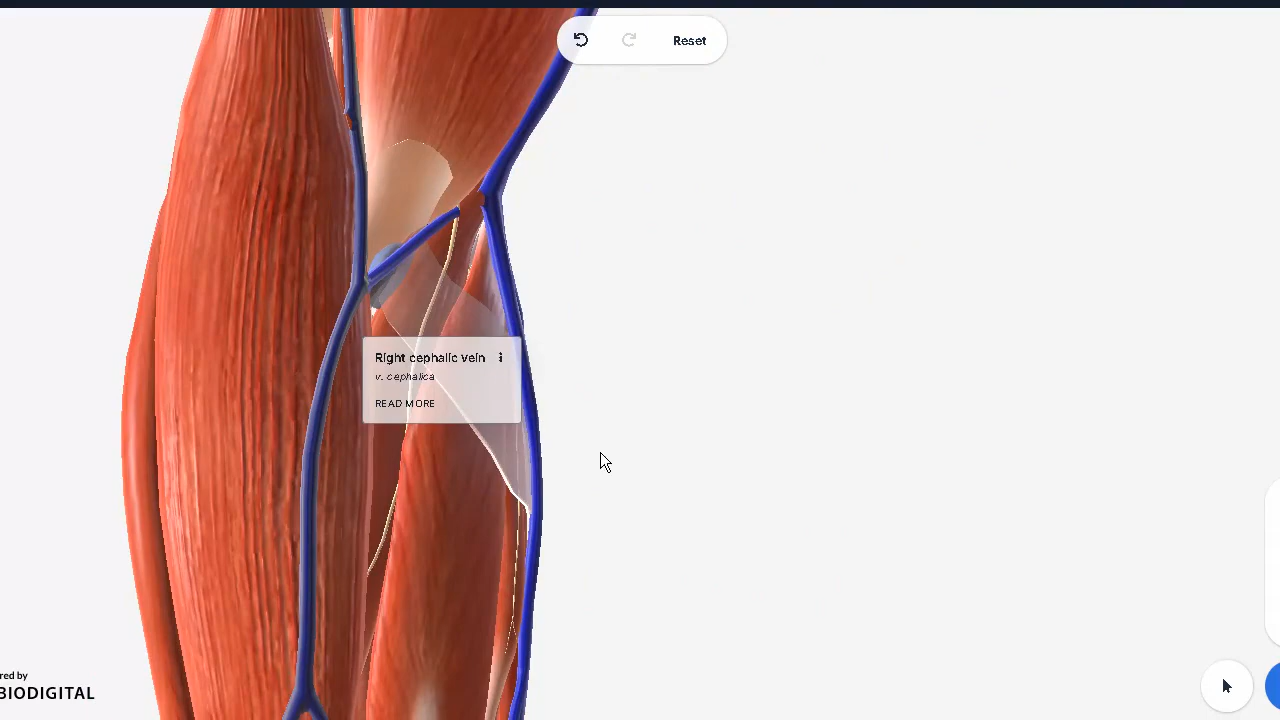 Reset
Right cephalic vein
v. cephalica
READ MORE
red by
BIODIGITAL